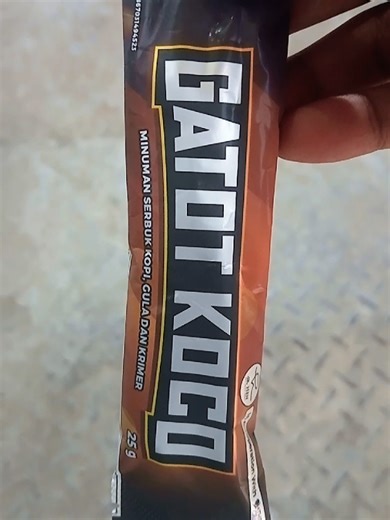 GATOT KOCO
MINUMAN SERBUK KOPI, GULA DAN KRIMER
25 g